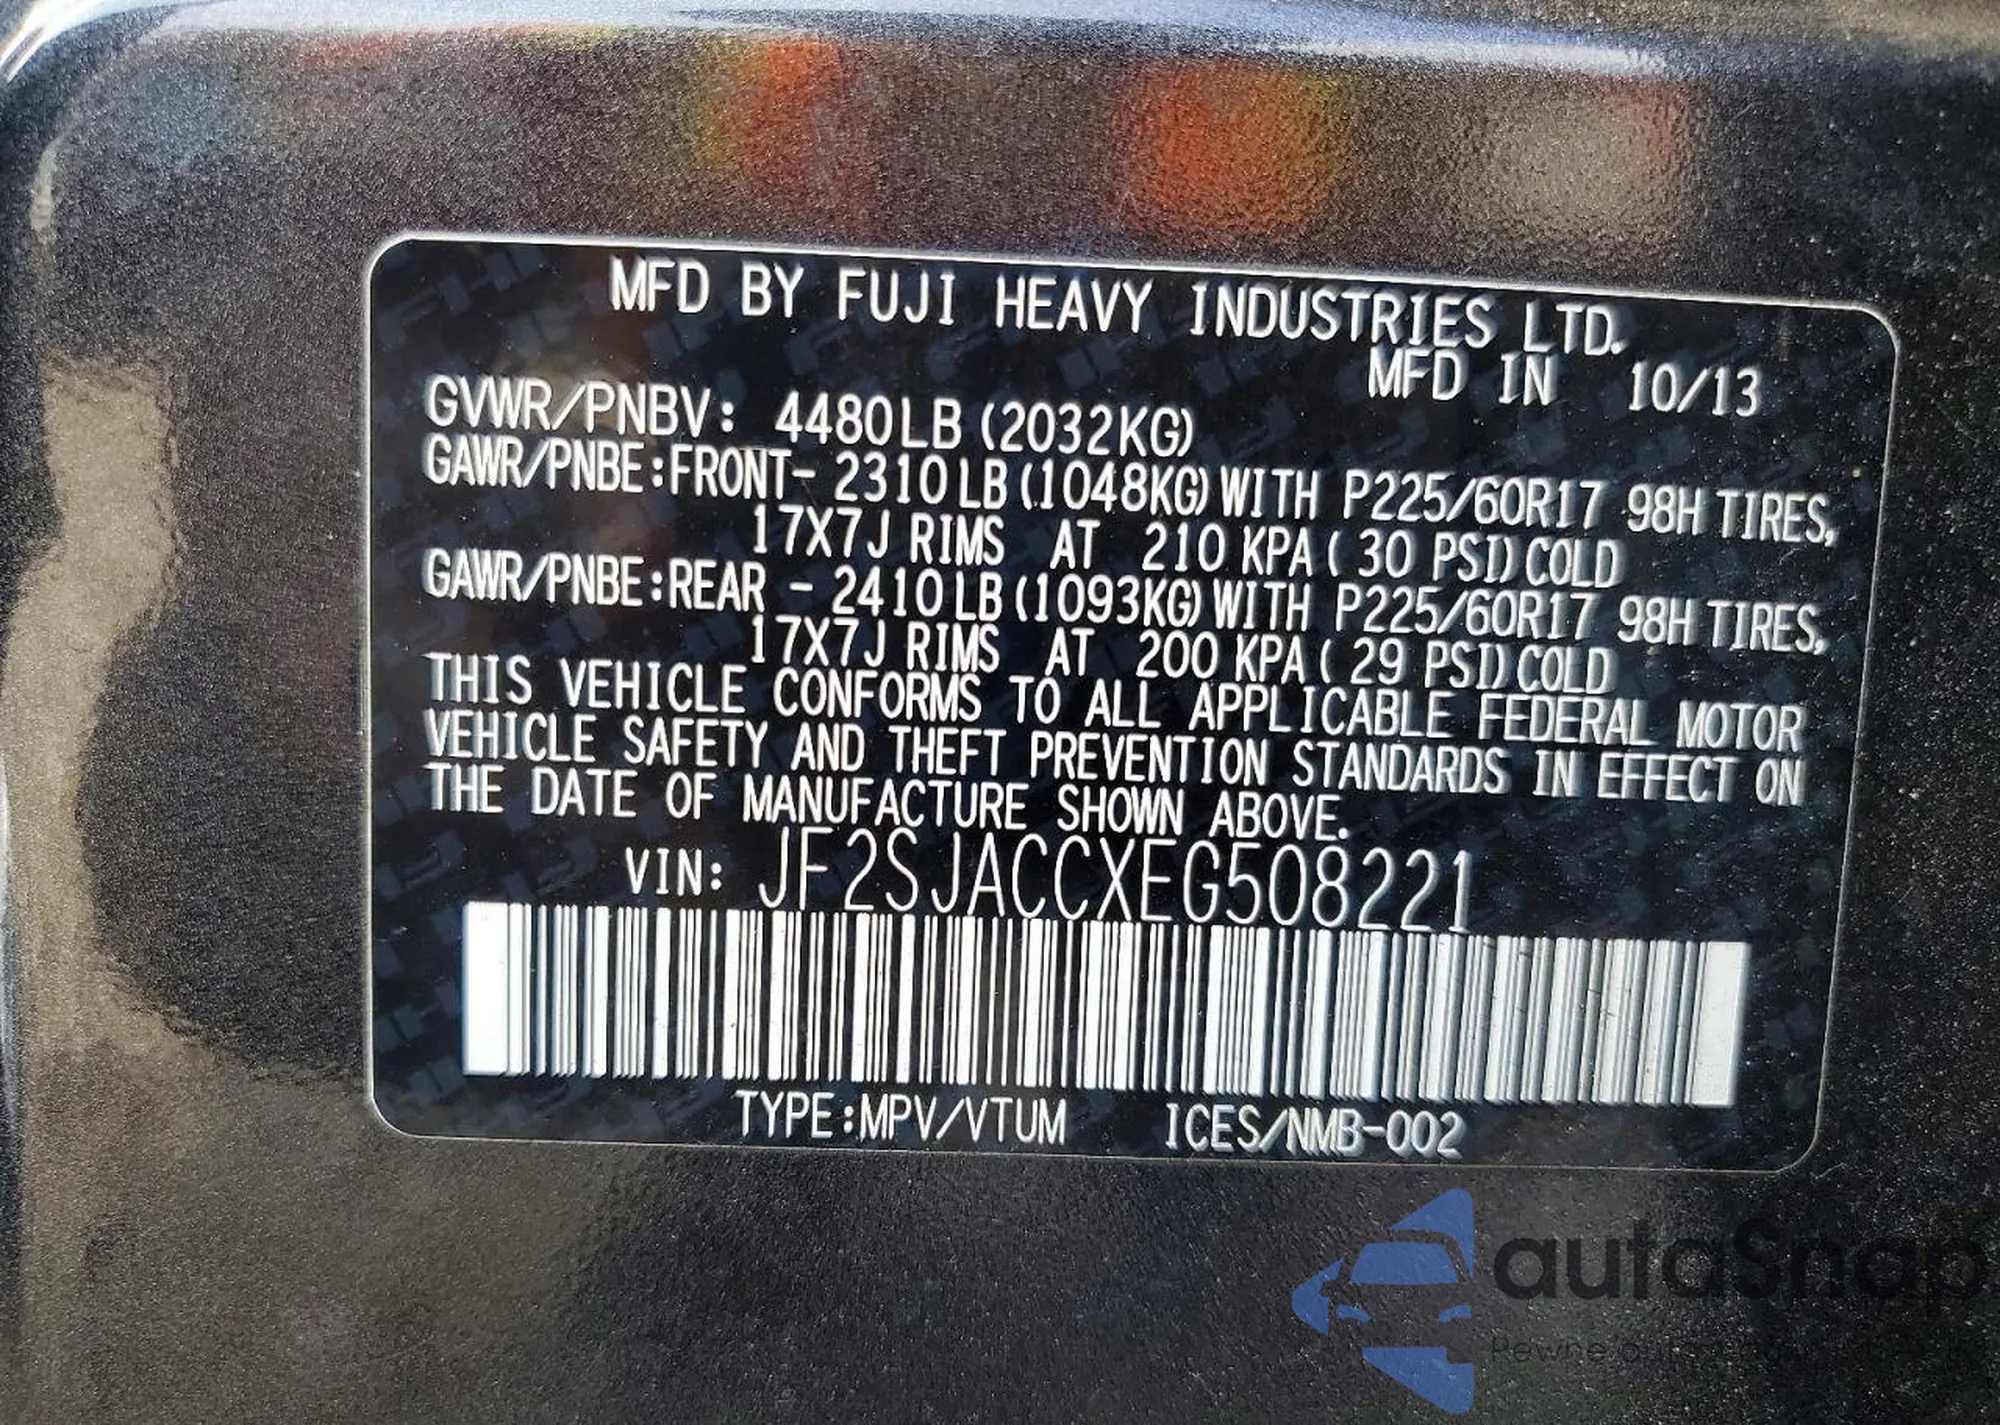 MFD BY FUJI HEAVY INDUSTRIES LTD.
MFD IN 10/13
GVWR/PNBV: 4480LB (2032KG)
GAWR/PNBE:FRONT- 2310LB (1048KG) WITH P225/60R17 98H TIRES,
17X7J RIMS AT 210 KPA ( 30 PSI) COLD
GAWR/PNBE:REAR - 2410LB (1093KG) WITH P225/60R17 98H TIRES,
17X7J RIMS AT 200 KPA ( 29 PSI) COLD
THIS VEHICLE CONFORMS TO ALL APPLICABLE FEDERAL MOTOR
VEHICLE SAFETY AND THEFT PREVENTION STANDARDS IN EFFECT ON
THE DATE OF MANUFACTURE SHOWN ABOVE.
VIN: JF2SJACCXEG508221
TYPE:MPV/VTUM ICES/NMB-002
autaSnap
Pewne